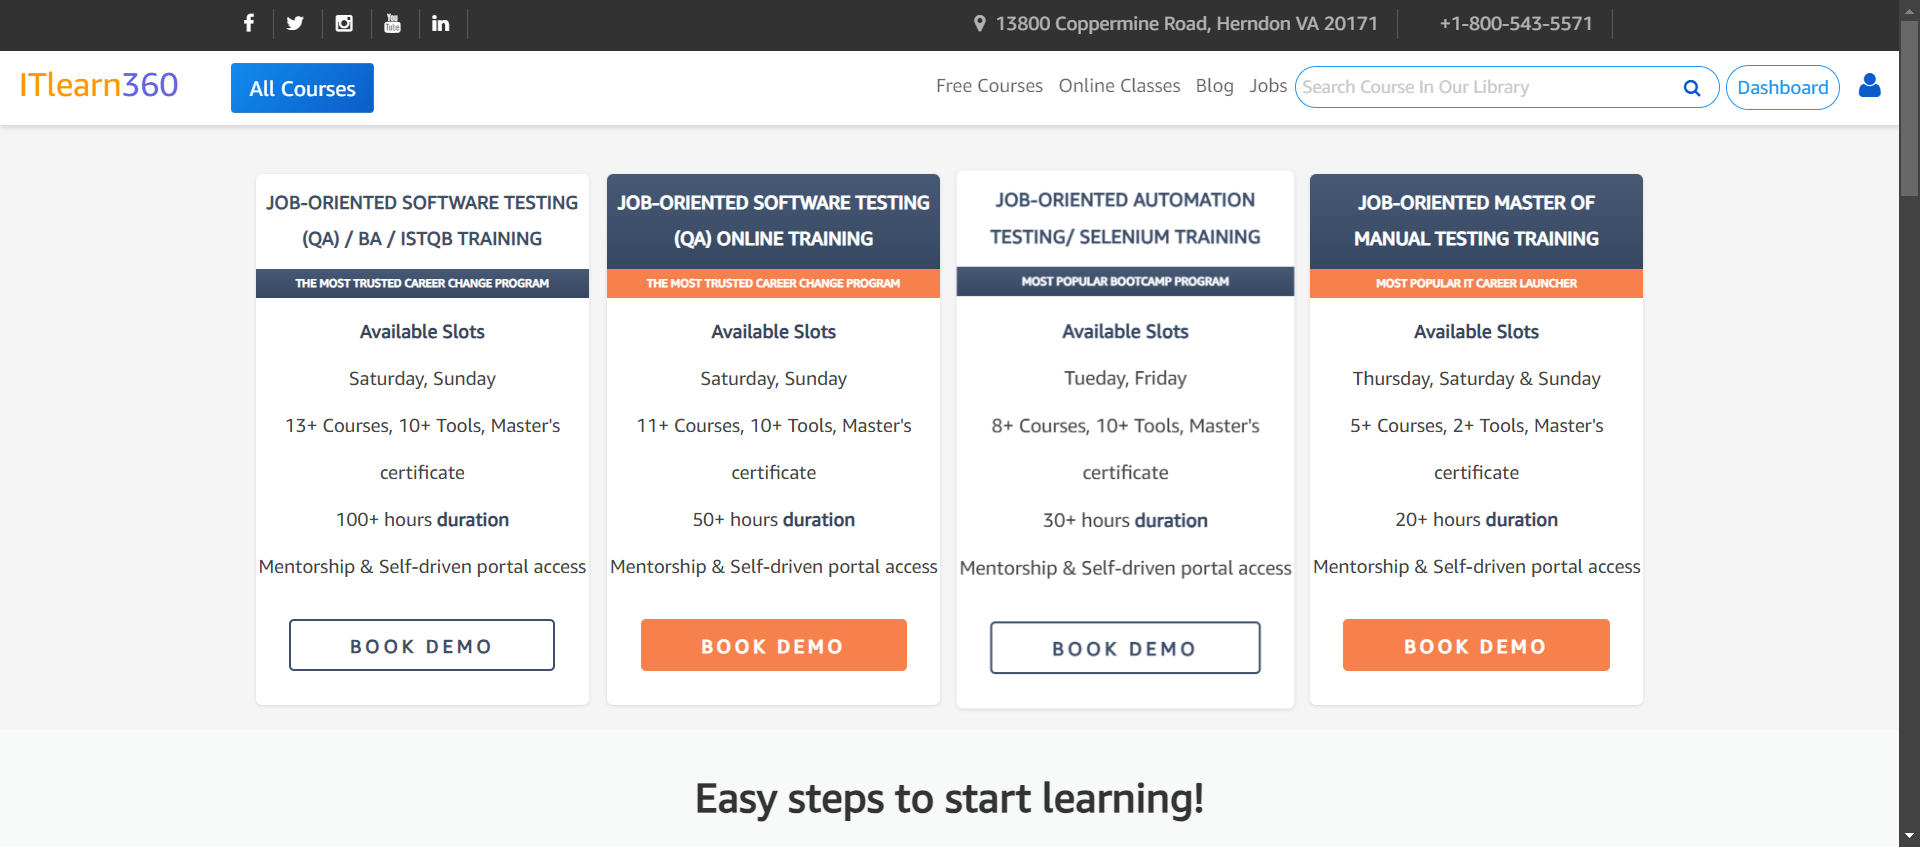 13800 Coppermine Road, Herndon VA 20171
+1-800-543-5571
ITlearn360
All Courses
Free Courses
Online Classes
Blog
Jobs
Search Course In Our Library
Dashboard
JOB-ORIENTED SOFTWARE TESTING
(QA) / BA / ISTQB TRAINING
THE MOST TRUSTED CAREER CHANGE PROGRAM
Available Slots
Saturday, Sunday
13+ Courses, 10+ Tools, Master's
certificate
100+ hours duration
Mentorship & Self-driven portal access
BOOK DEMO
JOB-ORIENTED SOFTWARE TESTING
(QA) ONLINE TRAINING
THE MOST TRUSTED CAREER CHANGE PROGRAM
Available Slots
Saturday, Sunday
11+ Courses, 10+ Tools, Master's
certificate
50+ hours duration
Mentorship & Self-driven portal access
BOOK DEMO
JOB-ORIENTED AUTOMATION
TESTING/ SELENIUM TRAINING
MOST POPULAR BOOTCAMP PROGRAM
Available Slots
Tueday, Friday
8+ Courses, 10+ Tools, Master's
certificate
30+ hours duration
Mentorship & Self-driven portal access
BOOK DEMO
JOB-ORIENTED MASTER OF
MANUAL TESTING TRAINING
MOST POPULAR IT CAREER LAUNCHER
Available Slots
Thursday, Saturday & Sunday
5+ Courses, 2+ Tools, Master's
certificate
20+ hours duration
Mentorship & Self-driven portal access
BOOK DEMO
Easy steps to start learning!